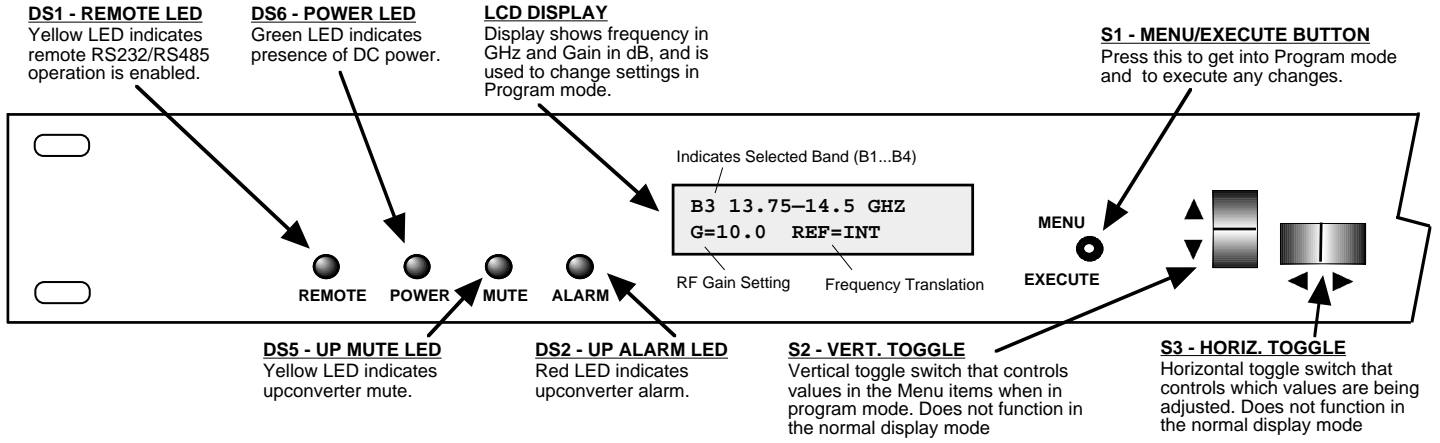 DS1 - REMOTE LED
Yellow LED indicates
remote RS232/RS485
operation is enabled.
DS6 - POWER LED
Green LED indicates
presence of DC power.
LCD DISPLAY
Display shows frequency in
GHz and Gain in dB, and is
used to change settings in
Program mode.
S1 - MENU/EXECUTE BUTTON
Press this to get into Program mode
and to execute any changes.
Indicates Selected Band (B1...B4)
B3 13.75–14.5 GHZ
G=10.0 REF=INT
RF Gain Setting
Frequency Translation
REMOTE
POWER
MUTE
ALARM
MENU
EXECUTE
DS5 - UP MUTE LED
Yellow LED indicates
upconverter mute.
DS2 - UP ALARM LED
Red LED indicates
upconverter alarm.
S2 - VERT. TOGGLE
Vertical toggle switch that controls
values in the Menu items when in
program mode. Does not function in
the normal display mode
S3 - HORIZ. TOGGLE
Horizontal toggle switch that
controls which values are being
adjusted. Does not function in
the normal display mode